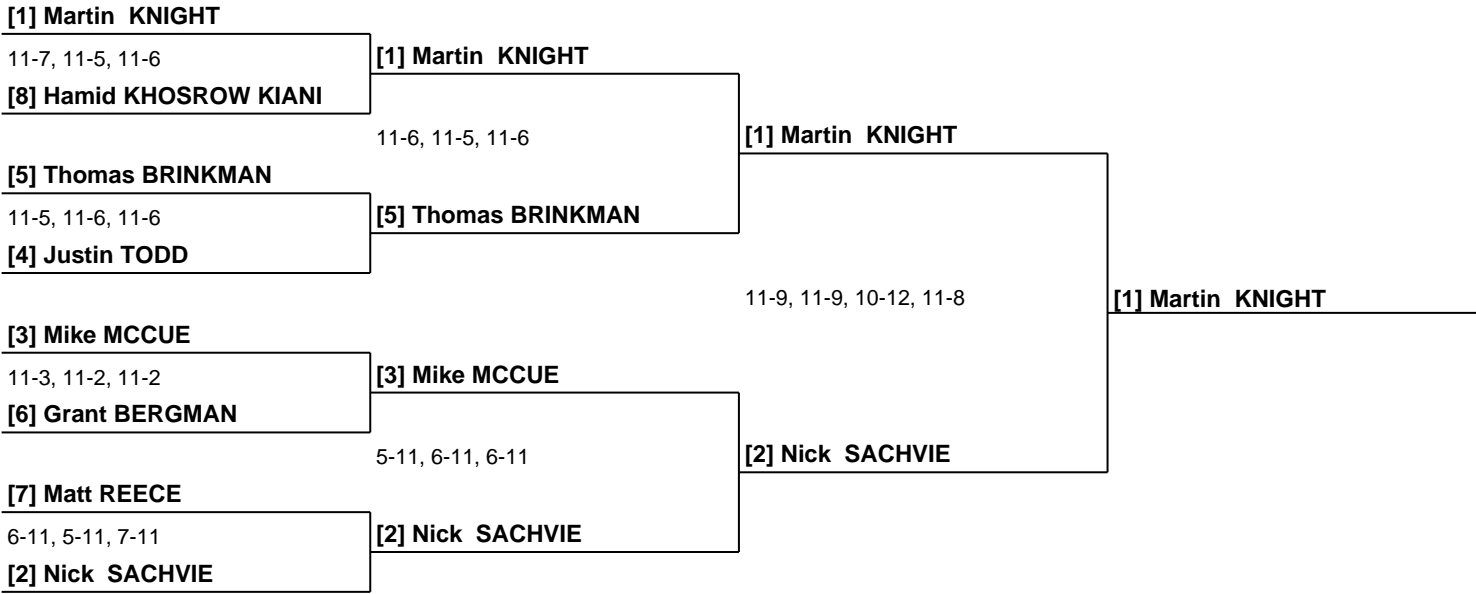 [1] Martin KNIGHT
11-7, 11-5, 11-6
[8] Hamid KHOSROW KIANI
[5] Thomas BRINKMAN
11-5, 11-6, 11-6
[4] Justin TODD
[3] Mike MCCUE
11-3, 11-2, 11-2
[6] Grant BERGMAN
[7] Matt REECE
6-11, 5-11, 7-11
[2] Nick SACHVIE
[1] Martin KNIGHT
11-6, 11-5, 11-6
[5] Thomas BRINKMAN
[3] Mike MCCUE
5-11, 6-11, 6-11
[2] Nick SACHVIE
[1] Martin KNIGHT
11-9, 11-9, 10-12, 11-8
[2] Nick SACHVIE
[1] Martin KNIGHT